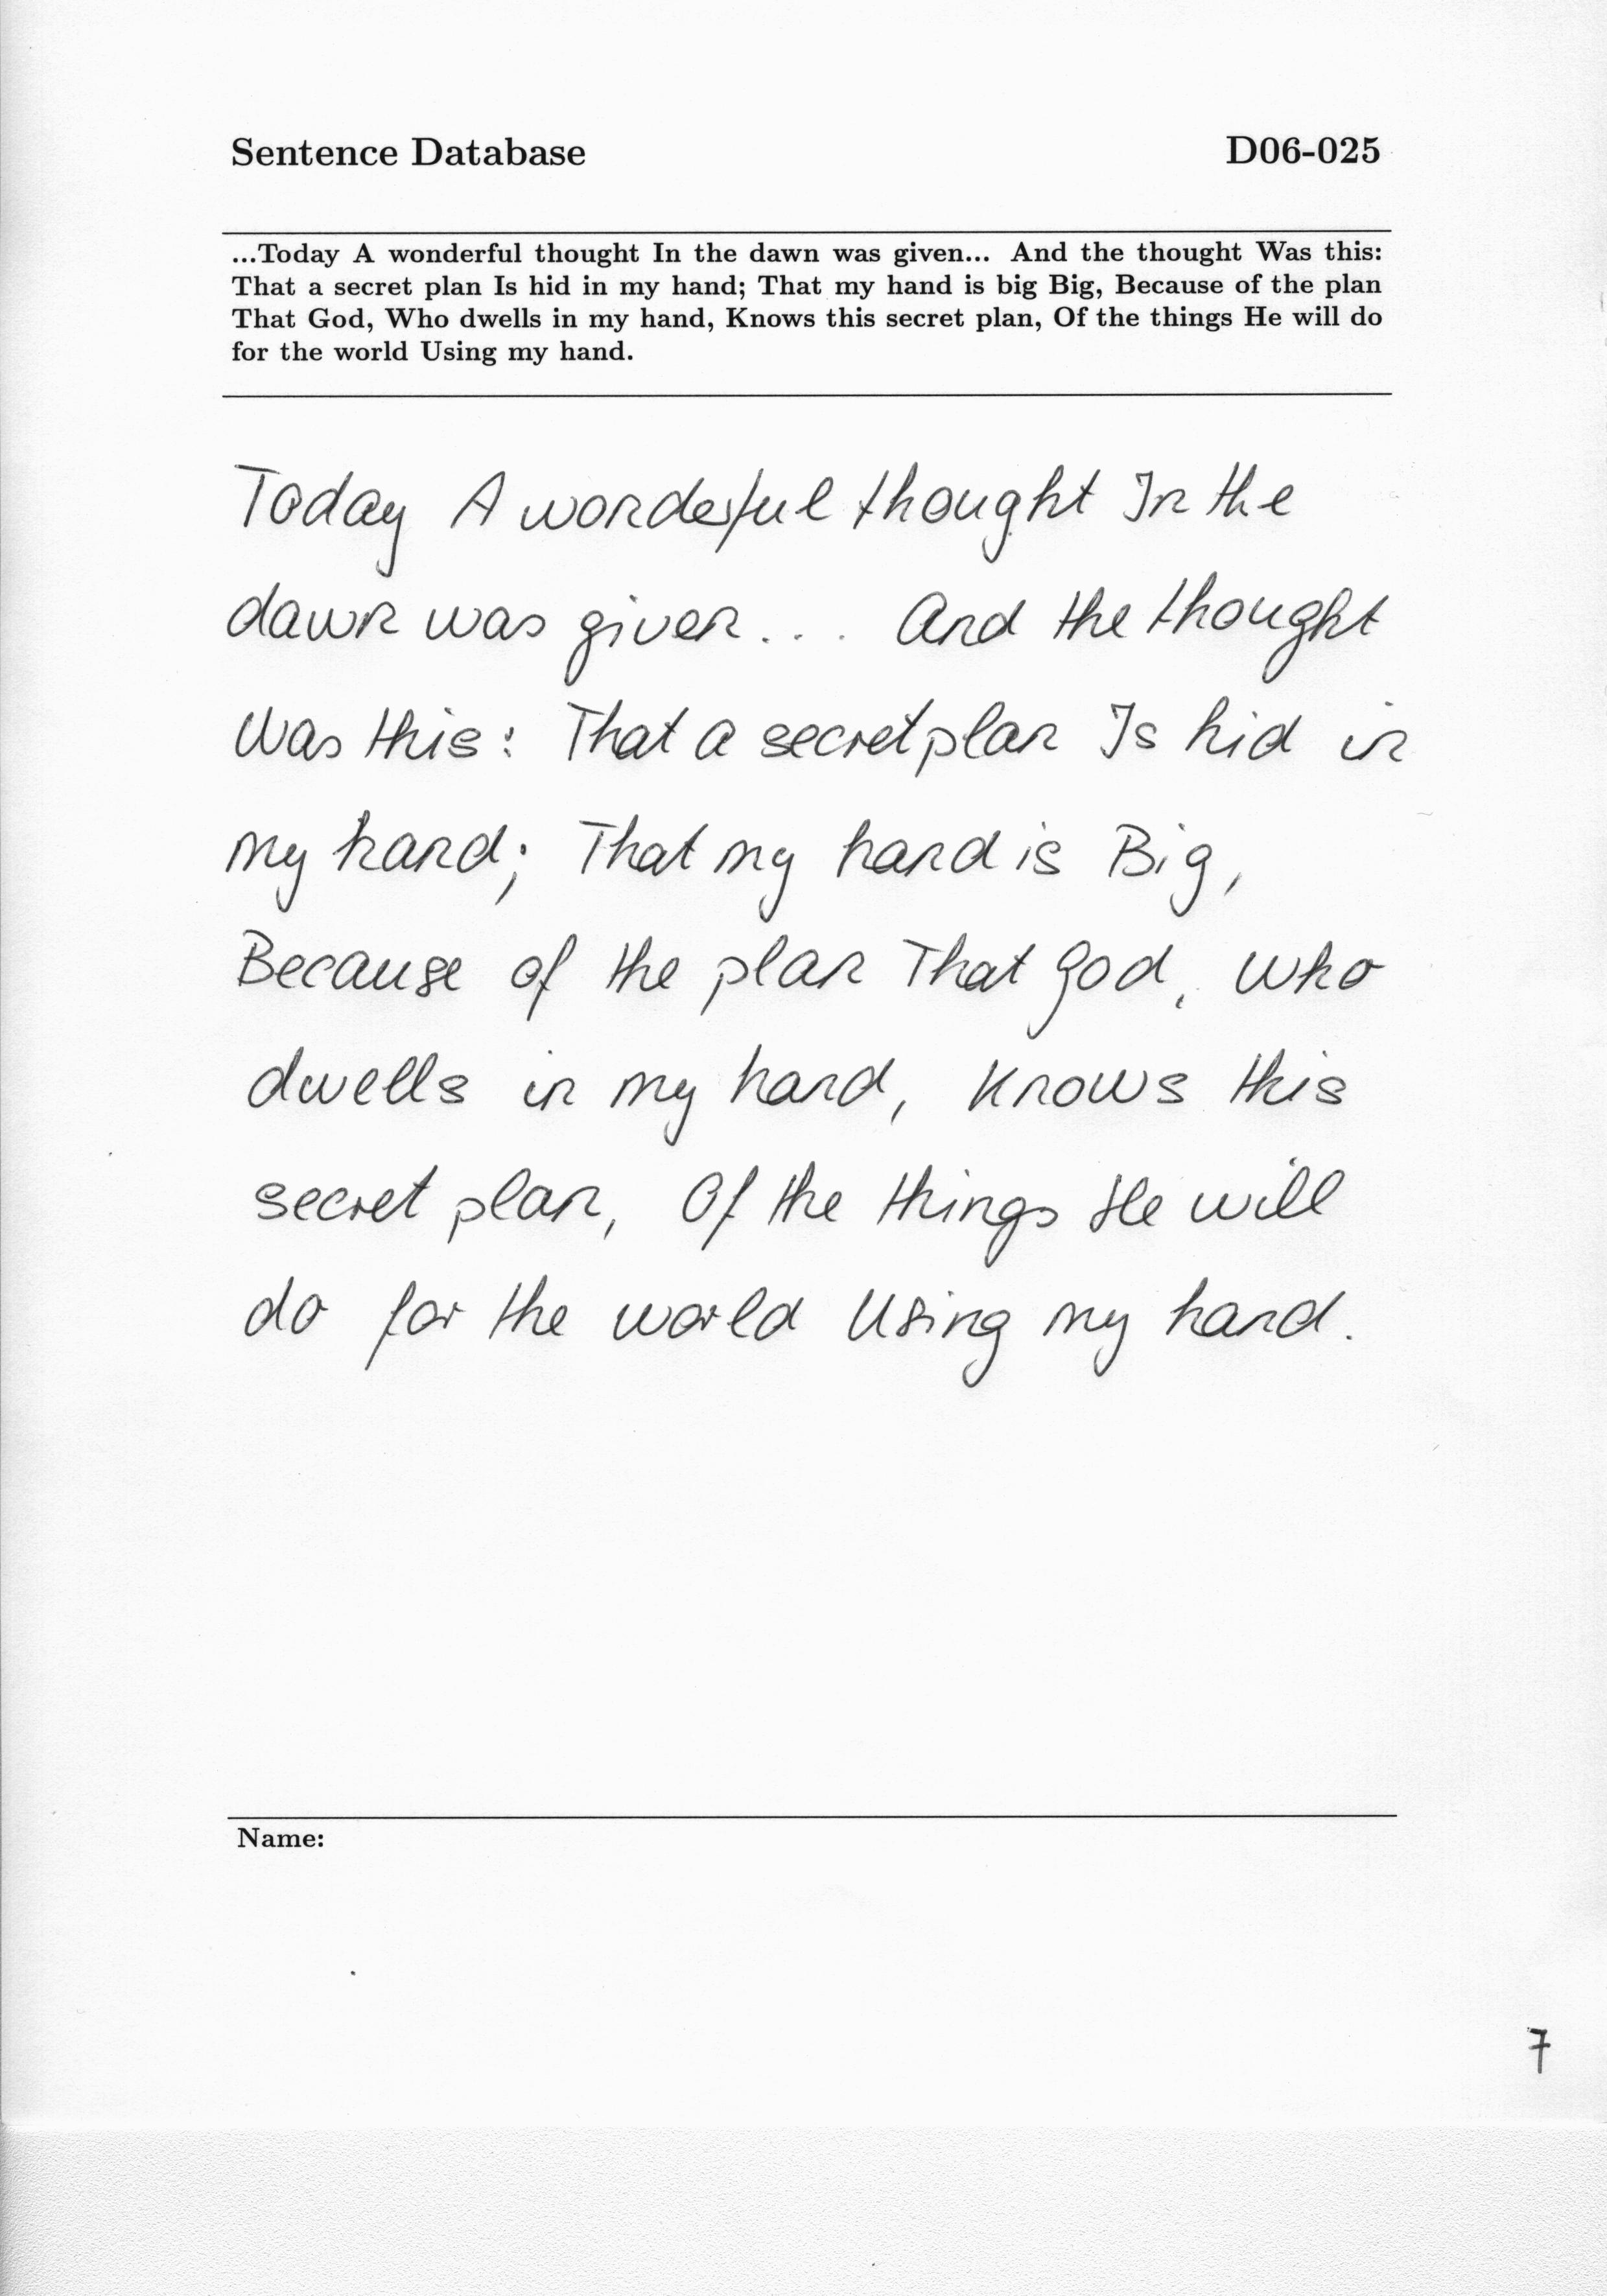 Sentence Database D06-025
...Today A wonderful thought In the dawn was given... And the thought Was this:
That a secret plan Is hid in my hand; That my hand is big Big, Because of the plan
That God, Who dwells in my hand, Knows this secret plan, Of the things He will do
for the world Using my hand.
Today A wonderful thought In the
dawn was given... And the thought
Was this: That a secret plan Is hid in
my hand; That my hand is Big,
Because of the plan That God, Who
dwells in my hand, Knows this
secret plan, Of the things He will
do for the world Using my hand.
Name:
7